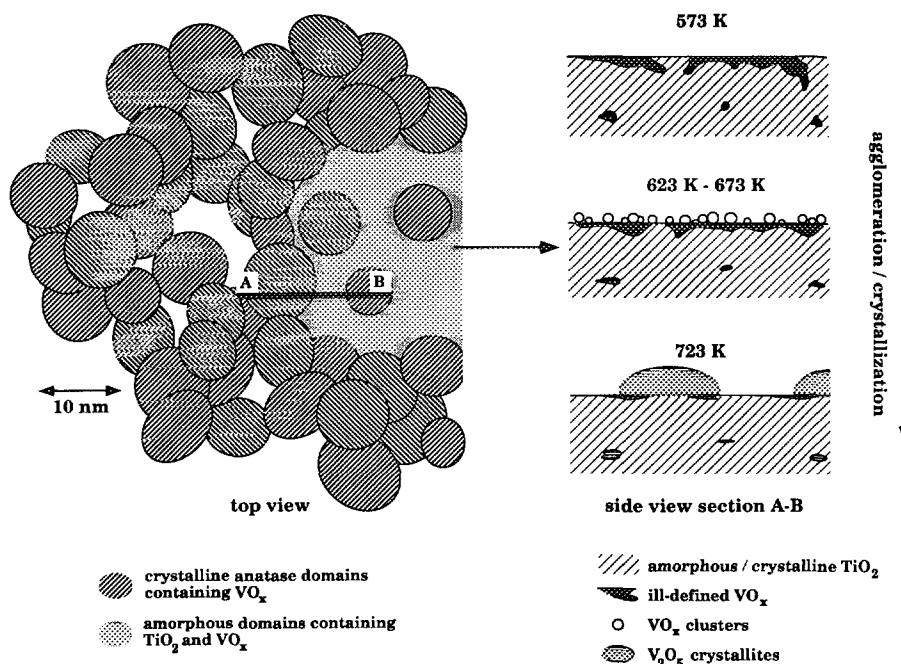 573 K
623 K - 673 K
A
B
723 K
10 nm
agglomeration / crystallization
top view
side view section A-B
crystalline anatase domains
containing VOₓ
amorphous domains containing
TiO₂ and VOₓ
amorphous / crystalline TiO₂
ill-defined VOₓ
VOₓ clusters
V₂O₅ crystallites